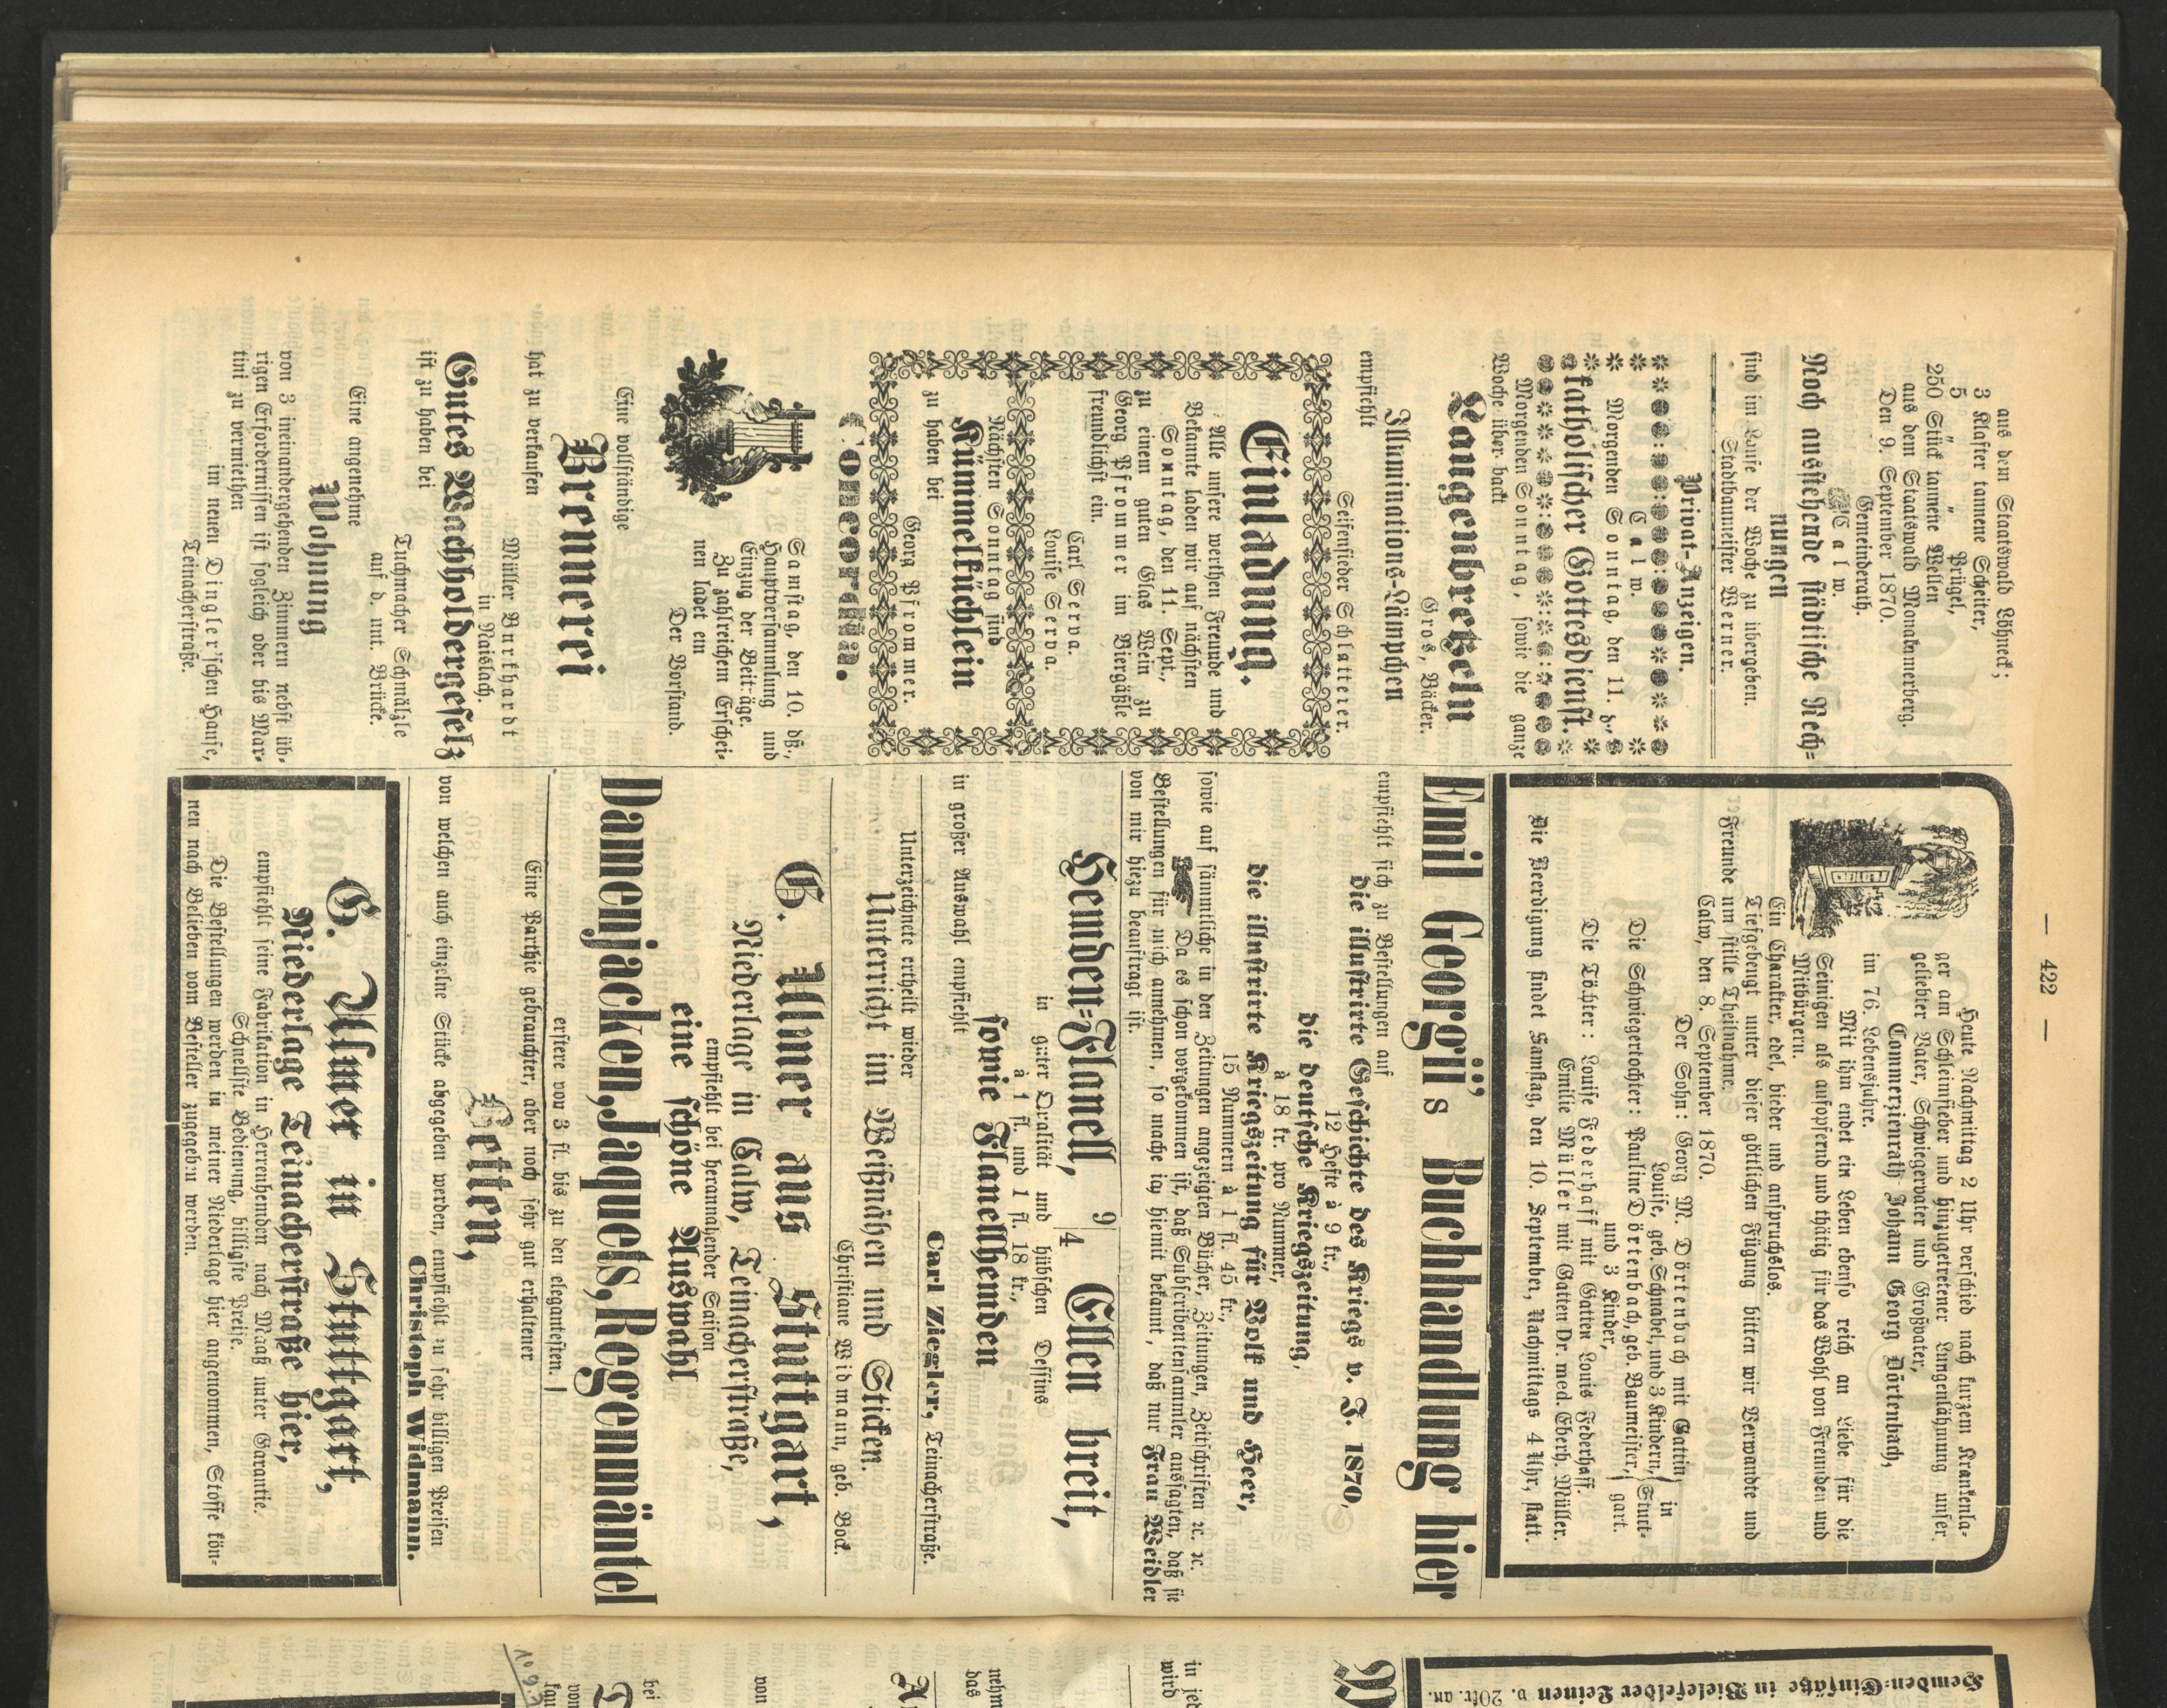 — 422 —
aus dem Staatswald Löhneck;
3 Klafter tannene Scheiter,
5 „ „ Prügel,
250 Stück tannene Wellen
aus dem Staatswald Monakamerberg.
Den 9. September 1870.
Gemeinderath.
Calw.
Noch anstehende städtische Rech=
nungen
sind im Laufe der Woche zu übergeben.
Stadtbaumeister Werner.
Privat-Anzeigen.
Calw.
Morgenden Sonntag, den 11. d.,
katholischer Gottesdienst.
Morgenden Sontag, sowie die ganze
Woche über backt
Laugenbretzeln
Gros, Bäcker.
Illuminations-Lämpchen
empfiehlt
Seifensieder Schlatterer.
Einladung.
Alle unsere werthen Freunde und
Bekannte laden wir auf nächsten
Sontag, den 11. Sept.,
zu einem guten Glas Wein zu
Georg Pfrommer im Biergäßle
freundlichst ein.
Carl Serva.
Louise Serva.
Nächsten Sonntag sind
Kümmelküchlein
zu haben bei
Georg Pfrommer.
Concordia.
Samstag, den 10. ds.,
Hauptversammlung und
Einzug der Beiträge.
Zu zahlreichem Erschei-
nen ladet ein
Der Vorstand.
Eine vollständige
Brennerei
hat zu verkaufen
Müller Burkhardt
in Naislach.
Gutes Wachholdergeselz
ist zu haben bei
Tuchmacher Schmälzle
auf d. unt. Brücke.
Eine angenehme
Wohnung
von 3 ineinandergehenden Zimmern nebst üb-
rigen Erfordernissen ist sogleich oder bis Mar-
tini zu vermiethen
im neuen Dingler'schen Hause,
Teinacherstraße.
Heute Nachmittag 2 Uhr verschied nach kurzem Krankenla-
ger am Schleimfieber und hinzugetretener Lungenlähmung unser
geliebter Vater, Schwiegervater und Großvater,
Commerzienrath Johann Georg Dörtenbach,
im 76. Lebensjahre.
Mit ihm endet ein Leben ebenso reich an Liebe für die
Seinigen als aufopfernd und thätig für das Wohl von Fremden und
Mitbürgern.
Ein Charakter, edel, bieder und anspruchslos.
Tiefgebeugt unter dieser göttlichen Fügung bitten wir Verwandte und
Freunde um stille Theilnahme.
Calw, den 8. September 1870.
Der Sohn: Georg M. Dörtenbach mit Gattin
Louise, geb. Schnabel, und 3 Kindern,
Die Schwiegertochter: Pauline Dörtenbach, geb. Baumeister,
und 3 Kinder,
in
Stutt-
gart.
Die Töchter: Louise Federhaff mit Gatten Louis Federhaff.
Emilie Müller mit Gatten Dr. med. Eberh. Müller.
Die Beerdigung findet Samstag, den 10. September, Nachmittags 4 Uhr, statt.
Emil Georgii's Buchhandlung hier
empfiehlt sich zu Bestellungen auf
die illustrirte Geschichte des Kriegs v. J. 1870,
12 Hefte à 9 kr.,
die deutsche Kriegszeitung,
à 18 kr. pro Nummer,
die illustrirte Kriegszeitung für Volk und Heer,
15 Nummern à 1 fl. 45 kr.,
sowie auf sämmtliche in den Zeitungen angezeigten Bücher, Zeitungen, Zeitschriften ꝛc. ꝛc.
Da es schon vorgekommen ist, daß Subscribentensammler aussagten, daß sie
Bestellungen für mich annehmen, so mache ich hiemit bekannt, daß nur Frau Weidler
von mir hiezu beauftragt ist.
Hemden=Flanell, 9/4 Ellen breit,
in guter Qualität und hübschen Dessins
à 1 fl. und 1 fl. 18 kr.,
sowie Flanellhemden
in großer Auswahl empfiehlt
Carl Ziegler, Teinacherstraße.
Unterzeichnete ertheilt wieder
Unterricht im Weißnähen und Sticken.
Christiane Widmann, geb. Bock.
G. Ulmer aus Stuttgart,
Niederlage in Calw, Teinacherstraße,
empfiehlt bei herannahender Saison
eine schöne Auswahl
Damenjacken, Jaquets, Regenmäntel
erstere von 3 fl. bis zu den elegantesten.
Eine Parthie gebrauchter, aber noch sehr gut erhaltener
Betten,
von welchen auch einzelne Stücke abgegeben werden, empfiehlt zu sehr billigen Preisen
Christoph Widmann.
G. Ulmer in Stuttgart,
Niederlage Teinacherstraße hier,
empfiehlt seine Fabrikation in Herrenhemden nach Maaß unter Garantie.
Schnellste Bedienung, billigste Preise.
Die Bestellungen werden in meiner Niederlage hier angenommen, Stoffe kön-
nen nach Belieben vom Besteller zugegeben werden.
Hemden=Einsätze in Bielefelder Leinen v. 20kr. an.
in je
wird
nehm
das
von
bei